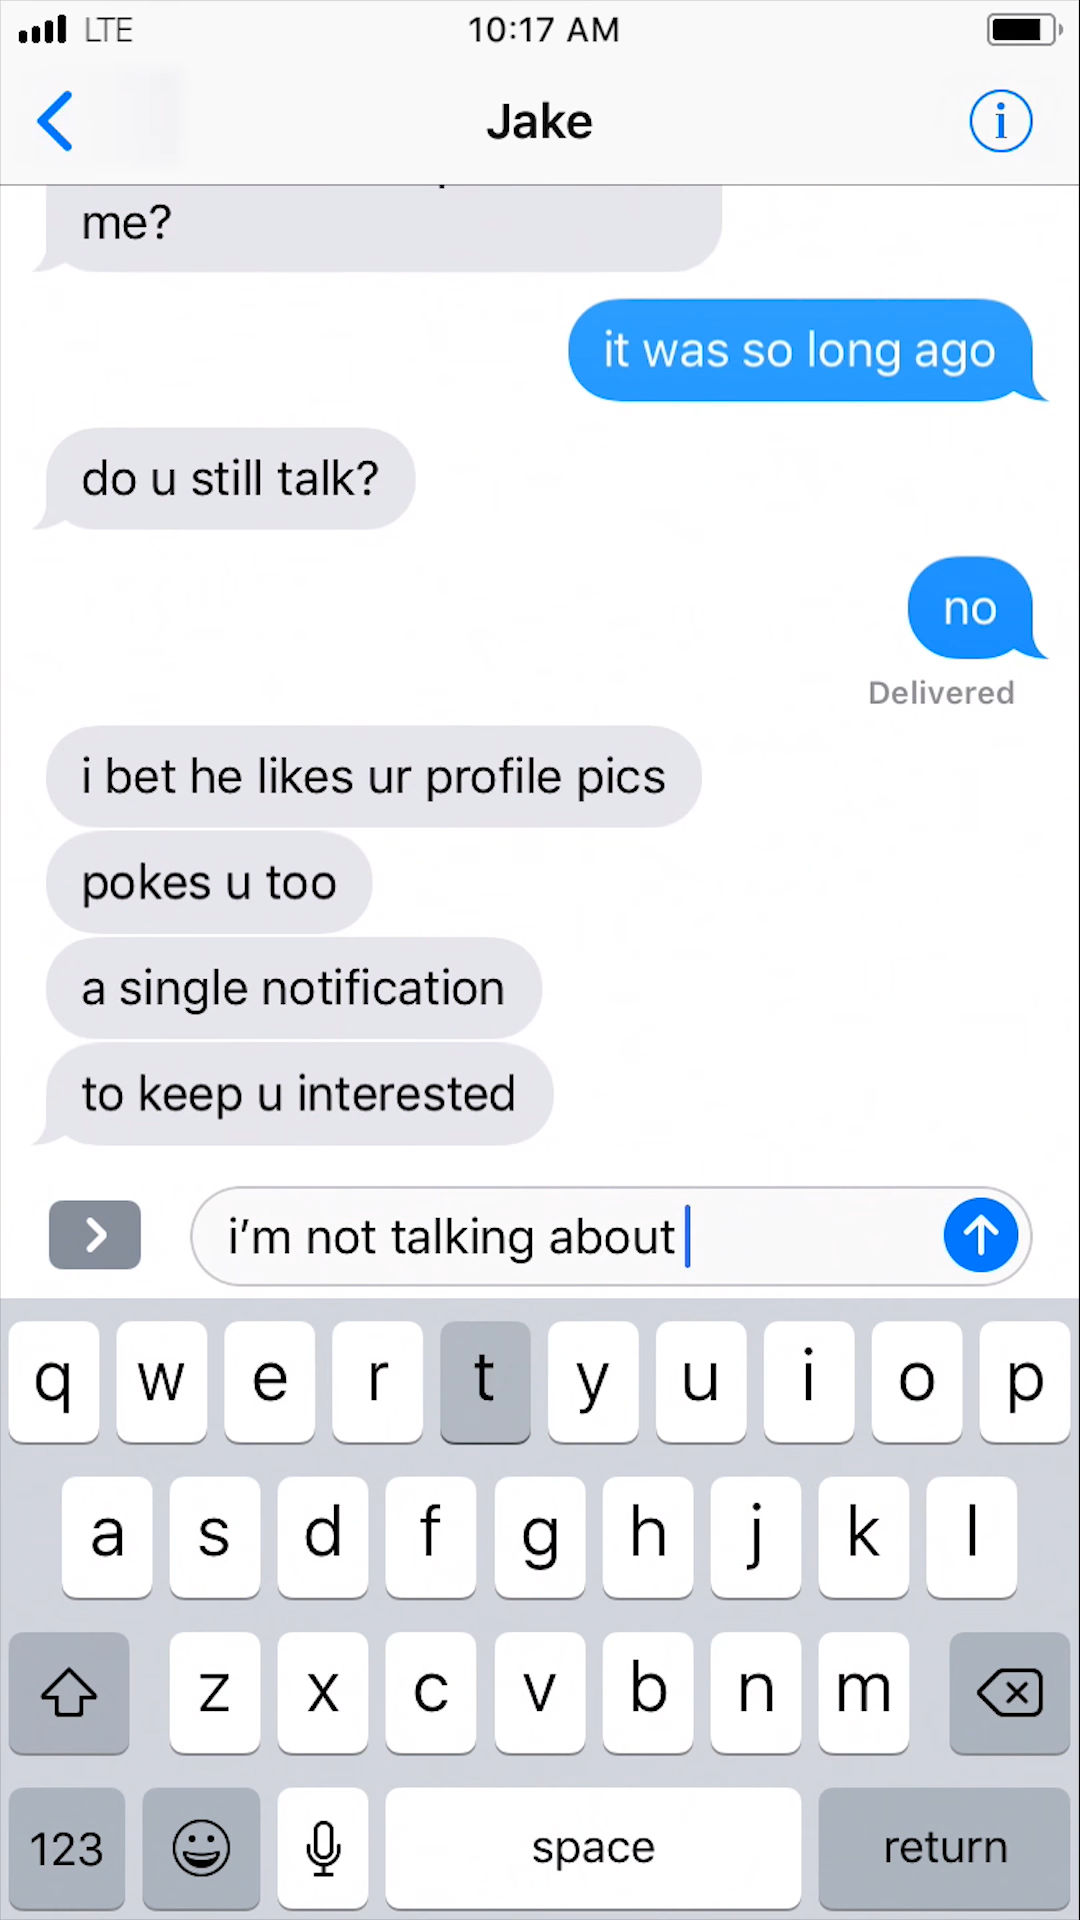 LTE 10:17 AM
Jake
me?
it was so long ago
do u still talk?
no
Delivered
i bet he likes ur profile pics
pokes u too
a single notification
to keep u interested
i’m not talking about
q w e r t y u i o p
a s d f g h j k l
z x c v b n m
123 space return